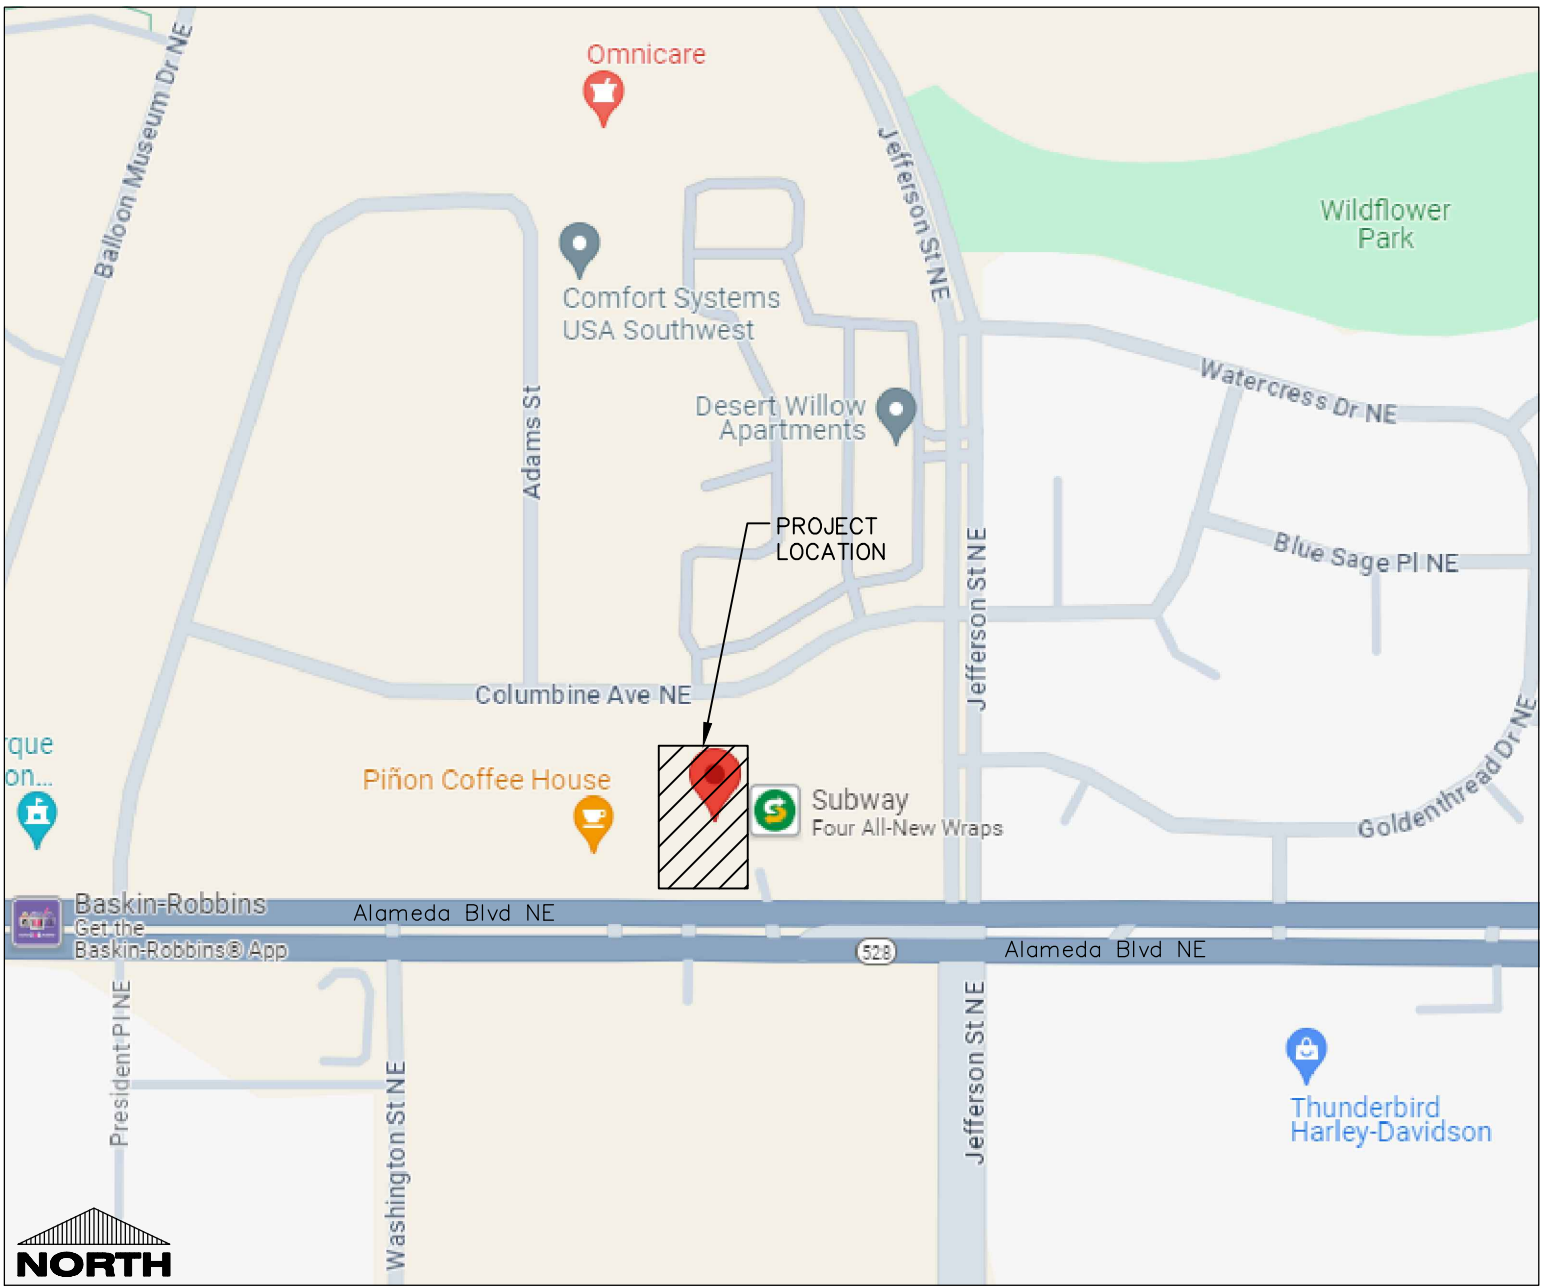 Omnicare
Balloon Museum Dr NE
Jefferson St NE
Wildflower
Park
Comfort Systems
USA Southwest
Adams St
Desert Willow
Apartments
Watercress Dr NE
PROJECT
LOCATION
Blue Sage Pl NE
Jefferson St NE
Columbine Ave NE
rque
on...
Piñon Coffee House
Subway
Four All-New Wraps
Goldenthread Dr NE
Baskin-Robbins
Get the
Baskin-Robbins® App
Alameda Blvd NE
528
Alameda Blvd NE
President Pl NE
Washington St NE
Jefferson St NE
Thunderbird
Harley-Davidson
NORTH